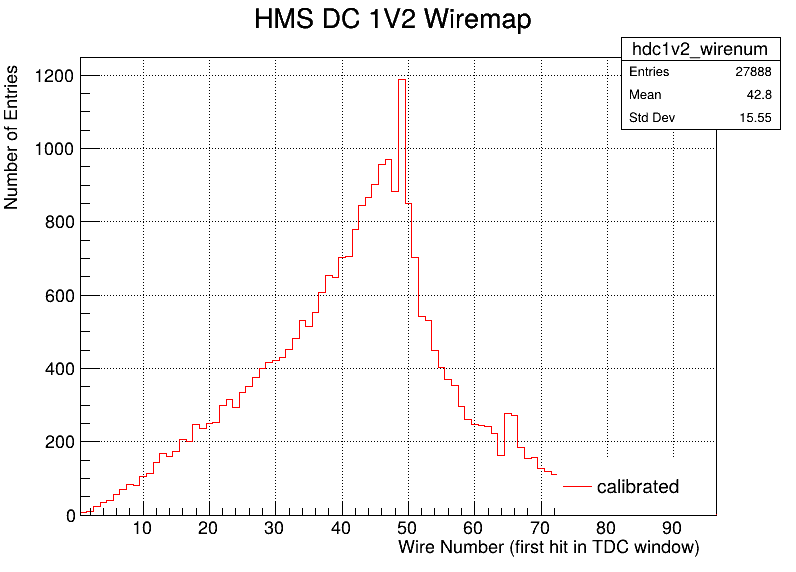 HMS DC 1V2 Wiremap
hdc1v2_wirenum
Entries 27888
Mean 42.8
Std Dev 15.55
Number of Entries
1200
1000
800
600
400
200
0
10 20 30 40 50 60 70 80 90
calibrated
Wire Number (first hit in TDC window)